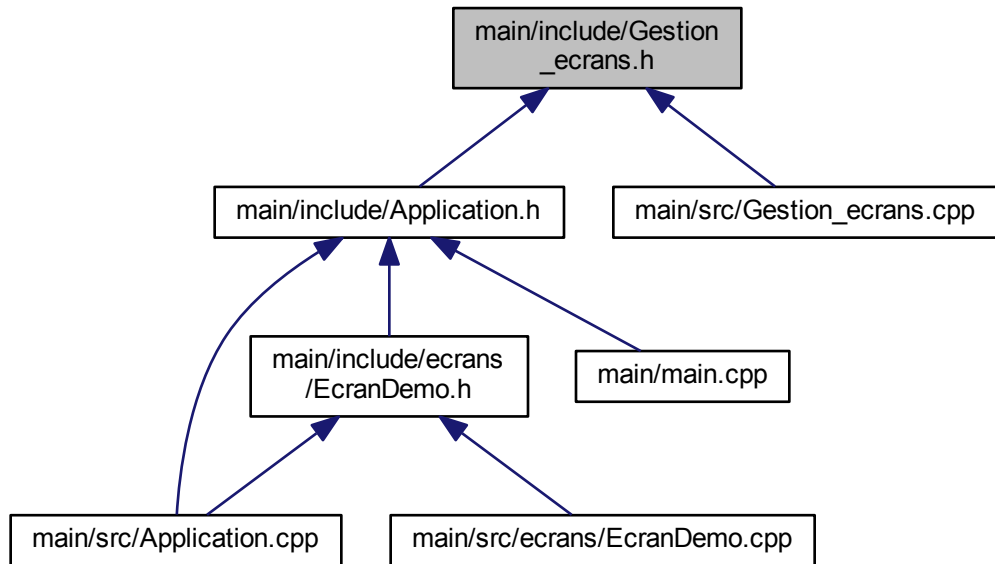 main/include/Gestion
_ecrans.h
main/include/Application.h
main/src/Gestion_ecrans.cpp
main/include/ecrans
/EcranDemo.h
main/main.cpp
main/src/Application.cpp
main/src/ecrans/EcranDemo.cpp